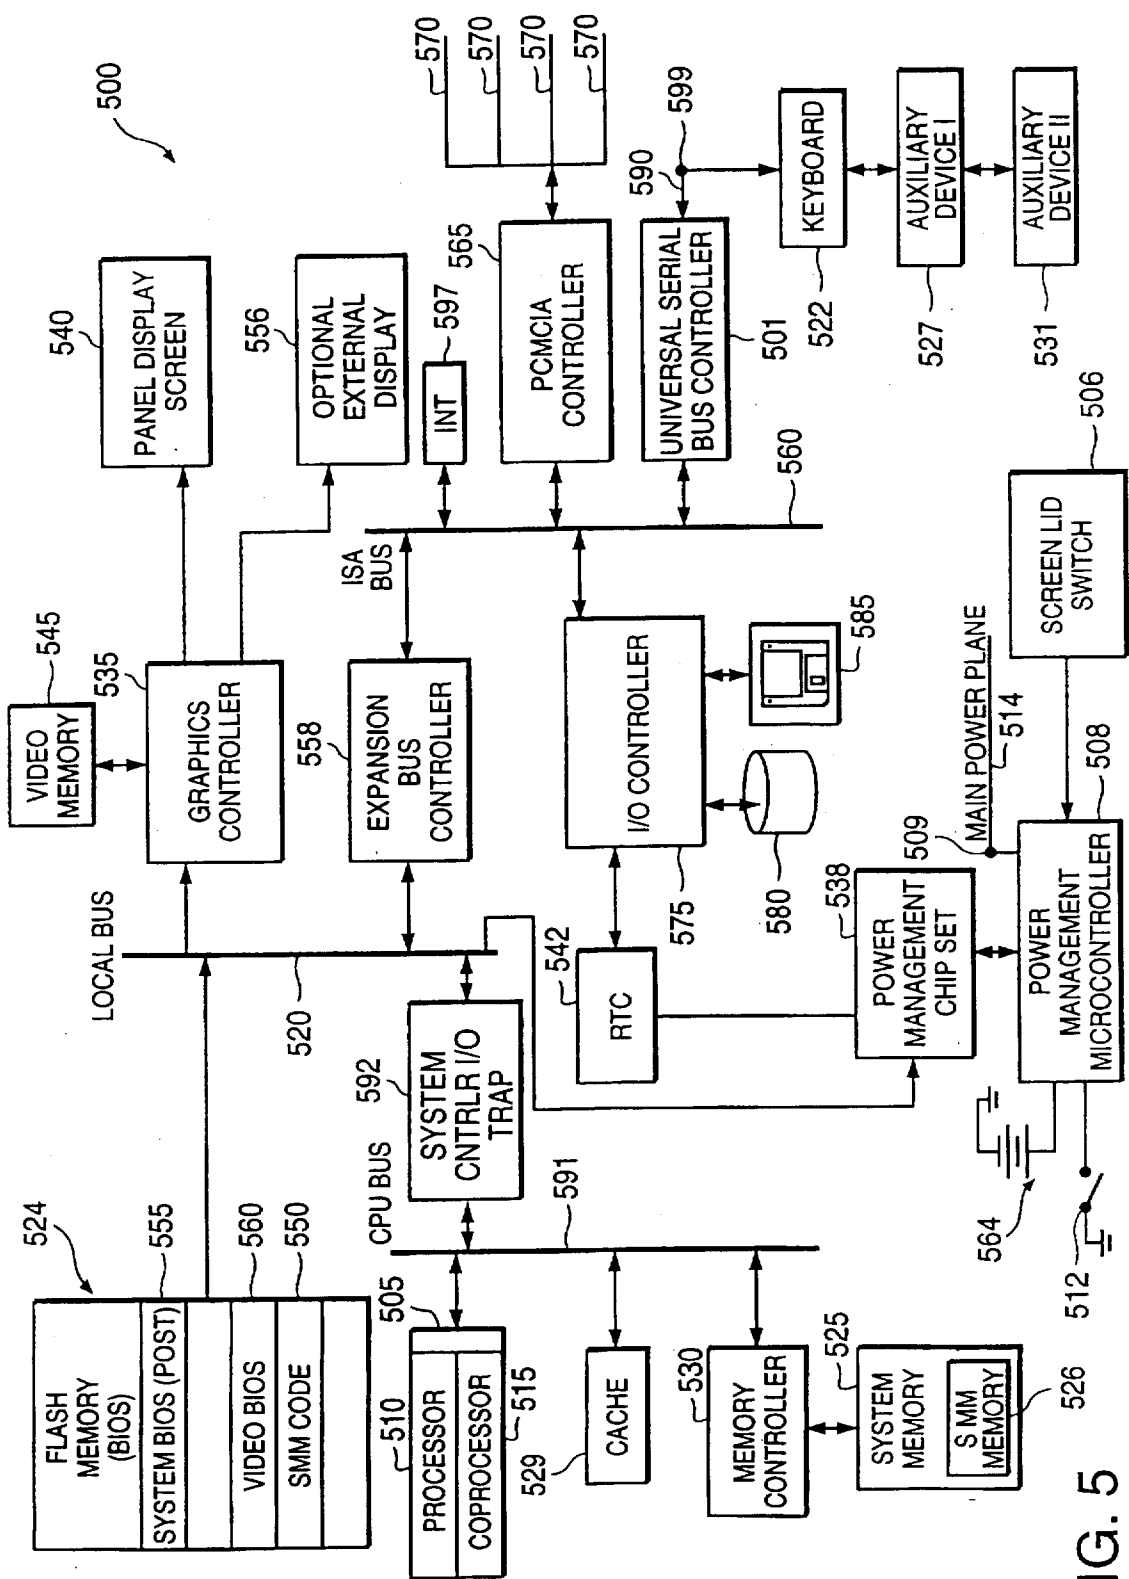 500
FLASH
MEMORY
(BIOS)
SYSTEM BIOS (POST)
VIDEO BIOS
SMM CODE
524
555
560
550
LOCAL BUS
520
VIDEO
MEMORY
545
GRAPHICS
CONTROLLER
535
PANEL DISPLAY
SCREEN
540
OPTIONAL
EXTERNAL
DISPLAY
556
PROCESSOR
COPROCESSOR
510
515
505
CPU BUS
591
SYSTEM
CNTRLR I/O
TRAP
592
EXPANSION
BUS
CONTROLLER
558
ISA
BUS
560
INT
597
PCMCIA
CONTROLLER
565
570
570
570
570
UNIVERSAL SERIAL
BUS CONTROLLER
501
590
599
KEYBOARD
522
AUXILIARY
DEVICE I
527
AUXILIARY
DEVICE II
531
CACHE
529
RTC
542
I/O CONTROLLER
575
580
585
MEMORY
CONTROLLER
530
SYSTEM
MEMORY
525
S MM
MEMORY
526
POWER
MANAGEMENT
CHIP SET
538
POWER
MANAGEMENT
MICROCONTROLLER
508
509
MAIN POWER PLANE
514
SCREEN LID
SWITCH
506
564
512
IG. 5